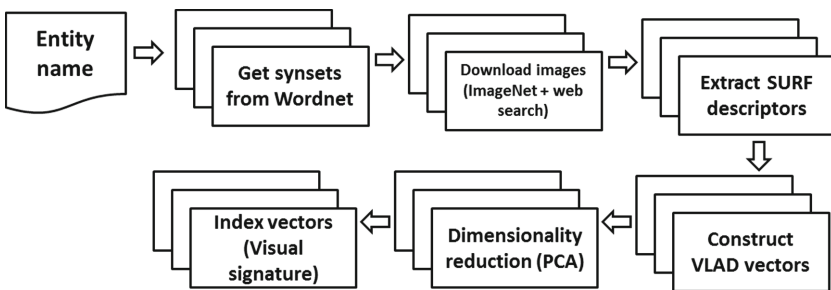 Entity
name
Get synsets
from Wordnet
Download images
(ImageNet + web
search)
Extract SURF
descriptors
Construct
VLAD vectors
Dimensionality
reduction (PCA)
Index vectors
(Visual
signature)